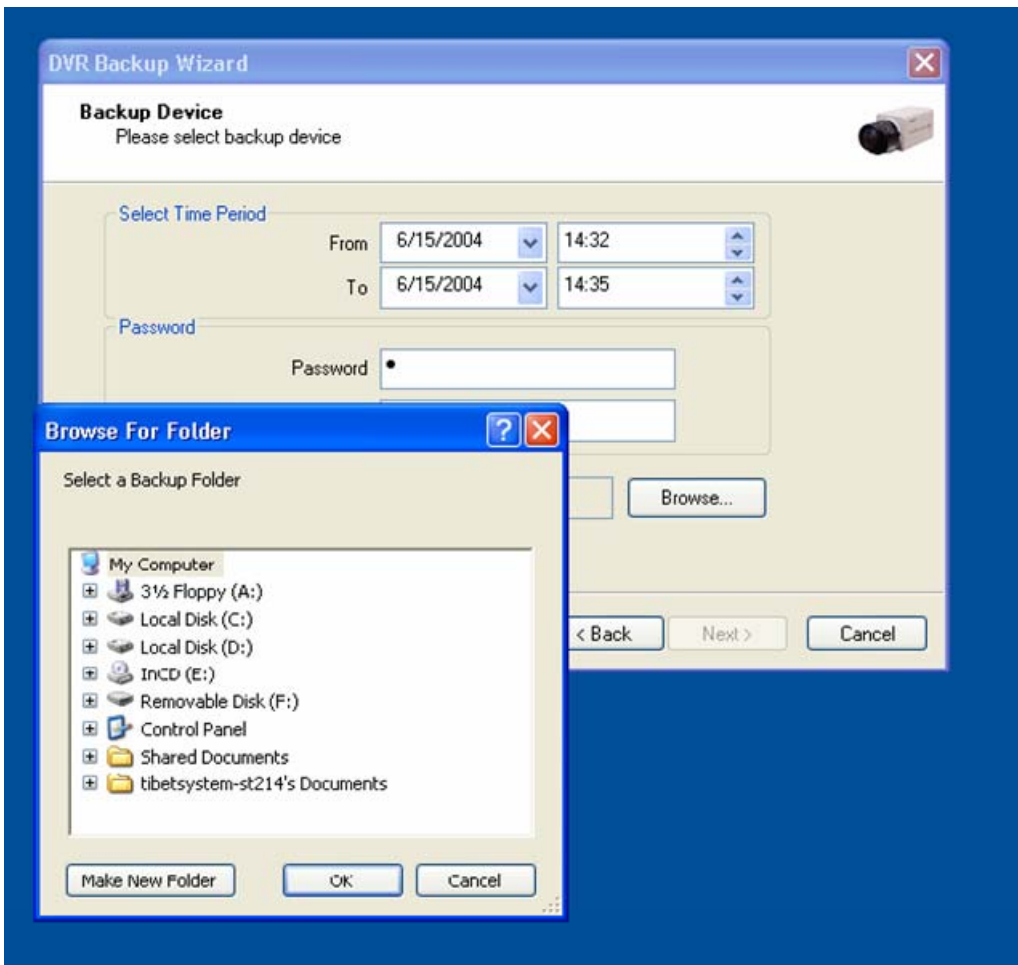 DVR Backup Wizard
Backup Device
Please select backup device
Select Time Period
From 6/15/2004 14:32
To 6/15/2004 14:35
Password
Password •
Browse For Folder
Select a Backup Folder
Browse...
My Computer
3½ Floppy (A:)
Local Disk (C:)
Local Disk (D:)
InCD (E:)
Removable Disk (F:)
Control Panel
Shared Documents
tibetsystem-st214's Documents
< Back Next > Cancel
Make New Folder OK Cancel